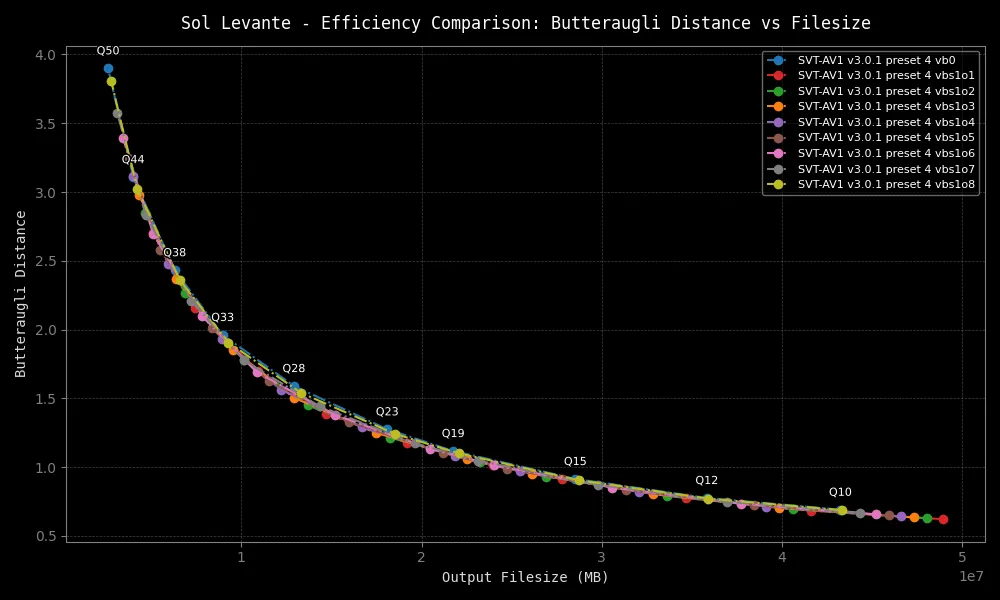 Sol Levante - Efficiency Comparison: Butteraugli Distance vs Filesize
Q50
Q44
Q38
Q33
Q28
Q23
Q19
Q15
Q12
Q10
SVT-AV1 v3.0.1 preset 4 vb0
SVT-AV1 v3.0.1 preset 4 vbs1o1
SVT-AV1 v3.0.1 preset 4 vbs1o2
SVT-AV1 v3.0.1 preset 4 vbs1o3
SVT-AV1 v3.0.1 preset 4 vbs1o4
SVT-AV1 v3.0.1 preset 4 vbs1o5
SVT-AV1 v3.0.1 preset 4 vbs1o6
SVT-AV1 v3.0.1 preset 4 vbs1o7
SVT-AV1 v3.0.1 preset 4 vbs1o8
Butteraugli Distance
4.0
3.5
3.0
2.5
2.0
1.5
1.0
0.5
1
2
3
4
5
1e7
Output Filesize (MB)